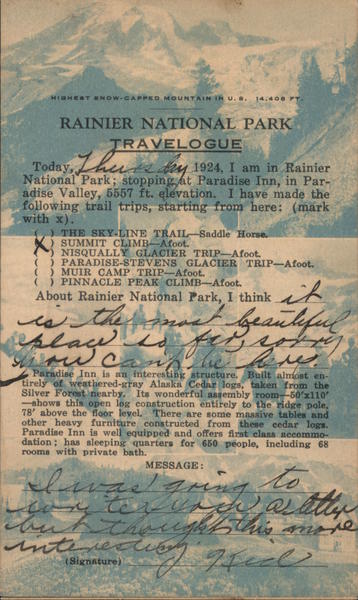 HIGHEST SNOW-CAPPED MOUNTAIN IN U.S. 14,408 FT.
RAINIER NATIONAL PARK
TRAVELOGUE
Today, Thursday 1924, I am in Rainier
National Park; stopping at Paradise Inn, in Par-
adise Valley, 5557 ft. elevation. I have made the
following trail trips, starting from here: (mark
with x).
( ) THE SKY-LINE TRAIL—Saddle Horse.
(X) SUMMIT CLIMB—Afoot.
( ) NISQUALLY GLACIER TRIP—Afoot.
( ) PARADISE-STEVENS GLACIER TRIP—Afoot.
( ) MUIR CAMP TRIP—Afoot.
( ) PINNACLE PEAK CLIMB—Afoot.
About Rainier National Park, I think it
is the most beautiful
place so far, sorry
you can't be here
Paradise Inn is an interesting structure. Built almost en-
tirely of weathered-gray Alaska Cedar logs, taken from the
Silver Forest nearby. Its wonderful assembly room—50'x110'
—shows this open log construction entirely to the ridge pole,
78' above the floor level. There are some massive tables and
other heavy furniture constructed from these cedar logs.
Paradise Inn is well equipped and offers first class accommo-
dation; has sleeping quarters for 650 people, including 68
rooms with private bath.
MESSAGE:
I was going to
write you a letter
but thought this more
interesting
(Signature) Kid